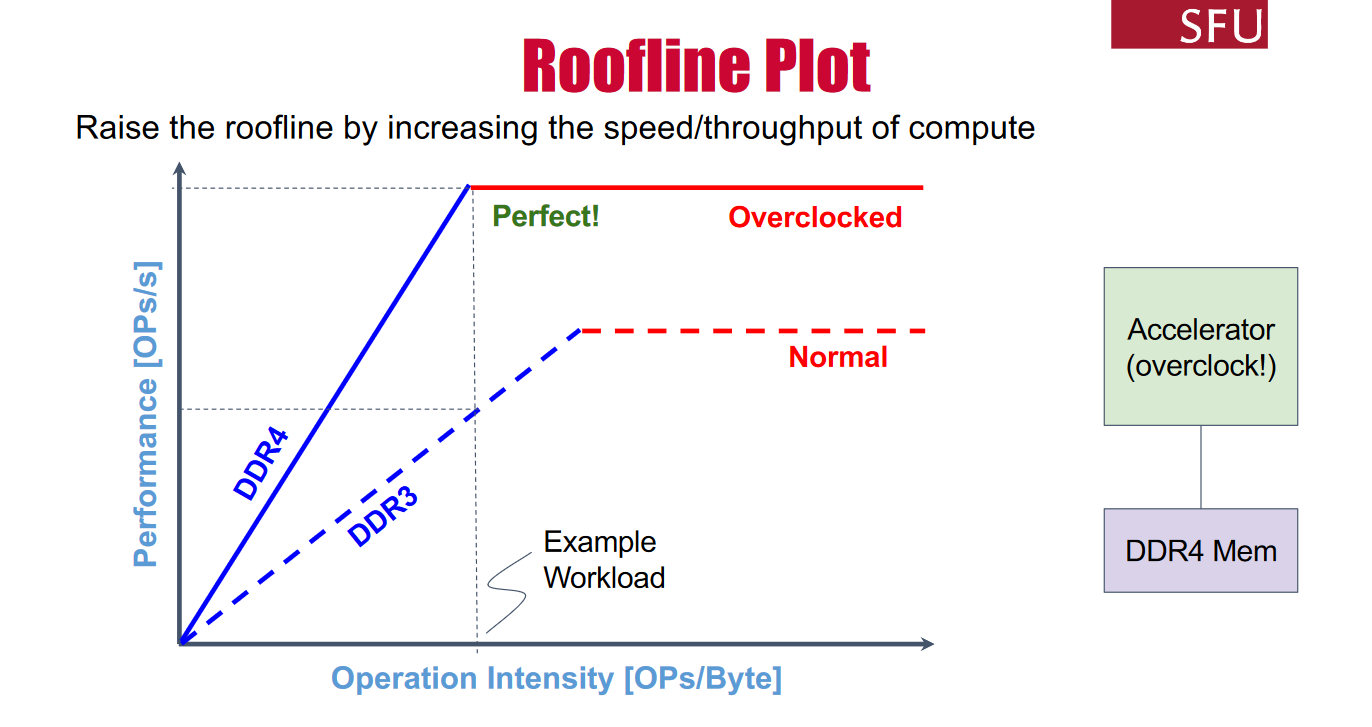 SFU
Roofline Plot
Raise the roofline by increasing the speed/throughput of compute
Performance [OPs/s]
Perfect!
Overclocked
Normal
DDR4
DDR3
Example
Workload
Operation Intensity [OPs/Byte]
Accelerator
(overclock!)
DDR4 Mem